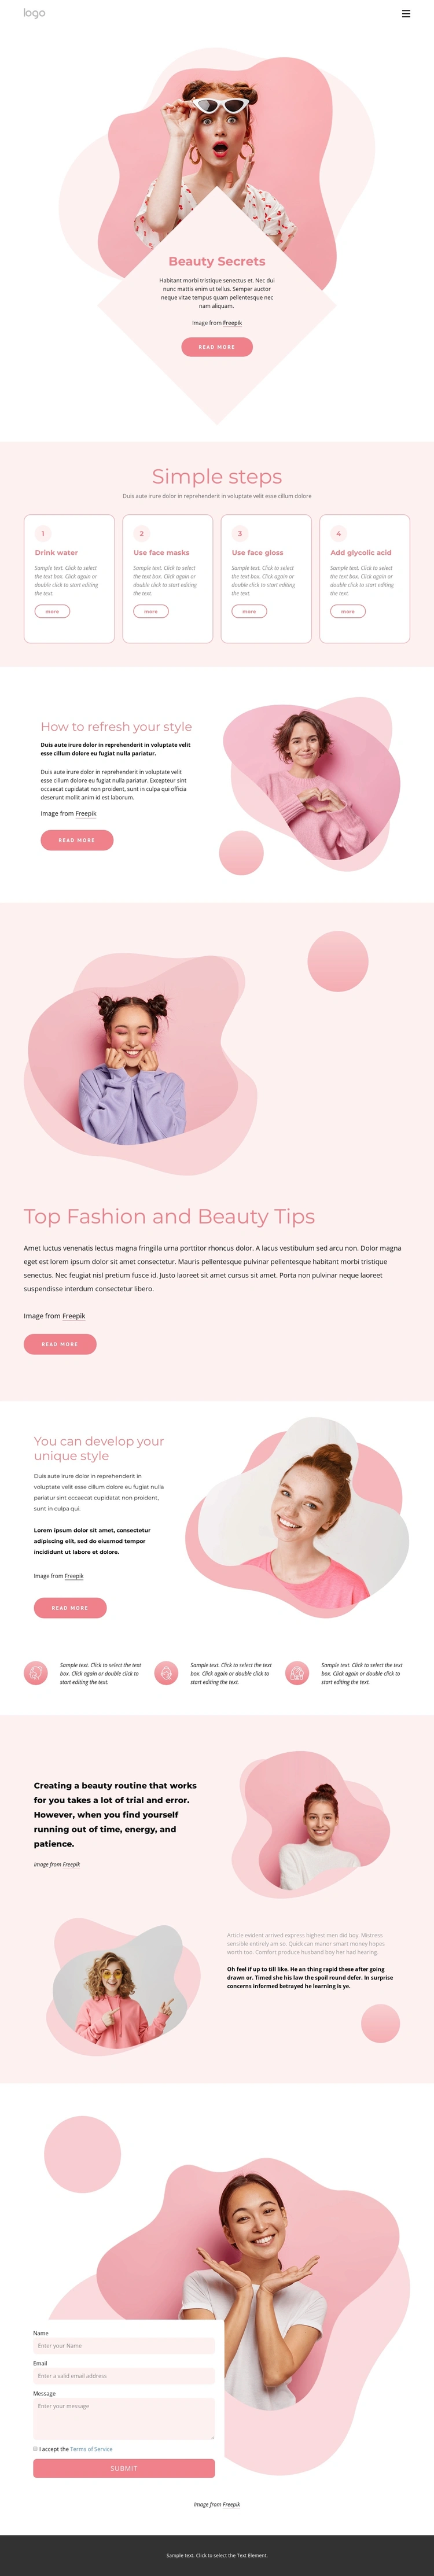 logo
Beauty Secrets
Habitant morbi tristique senectus et. Nec dui
nunc mattis enim ut tellus. Semper auctor
neque vitae tempus quam pellentesque nec
nam aliquam.
Image from Freepik
READ MORE
Simple steps
Duis aute irure dolor in reprehenderit in voluptate velit esse cillum dolore
1
Drink water
Sample text. Click to select
the text box. Click again or
double click to start editing
the text.
more
2
Use face masks
Sample text. Click to select
the text box. Click again or
double click to start editing
the text.
more
3
Use face gloss
Sample text. Click to select
the text box. Click again or
double click to start editing
the text.
more
4
Add glycolic acid
Sample text. Click to select
the text box. Click again or
double click to start editing
the text.
more
How to refresh your style
Duis aute irure dolor in reprehenderit in voluptate velit
esse cillum dolore eu fugiat nulla pariatur.
Duis aute irure dolor in reprehenderit in voluptate velit
esse cillum dolore eu fugiat nulla pariatur. Excepteur sint
occaecat cupidatat non proident, sunt in culpa qui officia
deserunt mollit anim id est laborum.
Image from Freepik
READ MORE
Top Fashion and Beauty Tips
Amet luctus venenatis lectus magna fringilla urna porttitor rhoncus dolor. A lacus vestibulum sed arcu non. Dolor magna
eget est lorem ipsum dolor sit amet consectetur. Mauris pellentesque pulvinar pellentesque habitant morbi tristique
senectus. Nec feugiat nisl pretium fusce id. Justo laoreet sit amet cursus sit amet. Porta non pulvinar neque laoreet
suspendisse interdum consectetur libero.
Image from Freepik
READ MORE
You can develop your
unique style
Duis aute irure dolor in reprehenderit in
voluptate velit esse cillum dolore eu fugiat nulla
pariatur sint occaecat cupidatat non proident,
sunt in culpa qui.
Lorem ipsum dolor sit amet, consectetur
adipiscing elit, sed do eiusmod tempor
incididunt ut labore et dolore.
Image from Freepik
READ MORE
Sample text. Click to select the text
box. Click again or double click to
start editing the text.
Sample text. Click to select the text
box. Click again or double click to
start editing the text.
Sample text. Click to select the text
box. Click again or double click to
start editing the text.
Creating a beauty routine that works
for you takes a lot of trial and error.
However, when you find yourself
running out of time, energy, and
patience.
Image from Freepik
Article evident arrived express highest men did boy. Mistress
sensible entirely am so. Quick can manor smart money hopes
worth too. Comfort produce husband boy her had hearing.
Oh feel if up to till like. He an thing rapid these after going
drawn or. Timed she his law the spoil round defer. In surprise
concerns informed betrayed he learning is ye.
Name
Enter your Name
Email
Enter a valid email address
Message
Enter your message
I accept the Terms of Service
SUBMIT
Image from Freepik
Sample text. Click to select the Text Element.